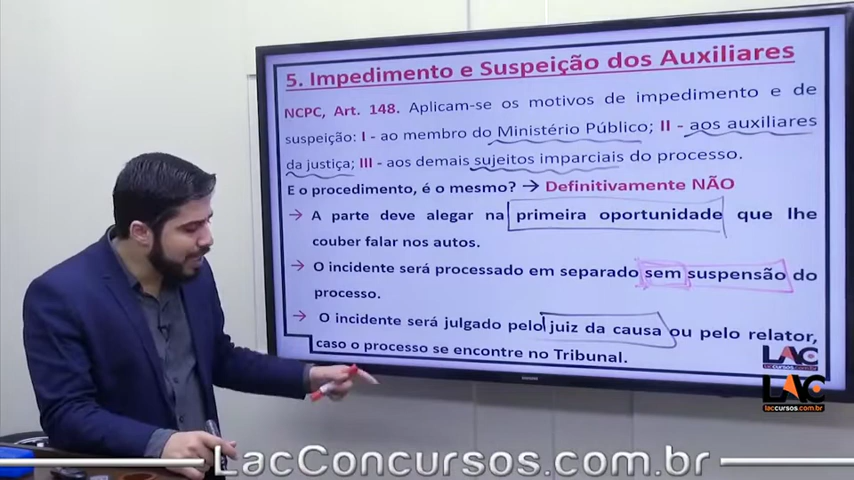 5. Impedimento e Suspeição dos Auxiliares
NCPC, Art. 148. Aplicam-se os motivos de impedimento e de
suspeição: I - ao membro do Ministério Público; II - aos auxiliares
da justiça; III - aos demais sujeitos imparciais do processo.
E o procedimento, é o mesmo? → Definitivamente NÃO
→ A parte deve alegar na primeira oportunidade que lhe
couber falar nos autos.
→ O incidente será processado em separado sem suspensão do
processo.
→ O incidente será julgado pelo juiz da causa ou pelo relator,
caso o processo se encontre no Tribunal.
LAC
lacconcursos.com.br
LAC
lacconcursos.com.br
LacConcursos.com.br